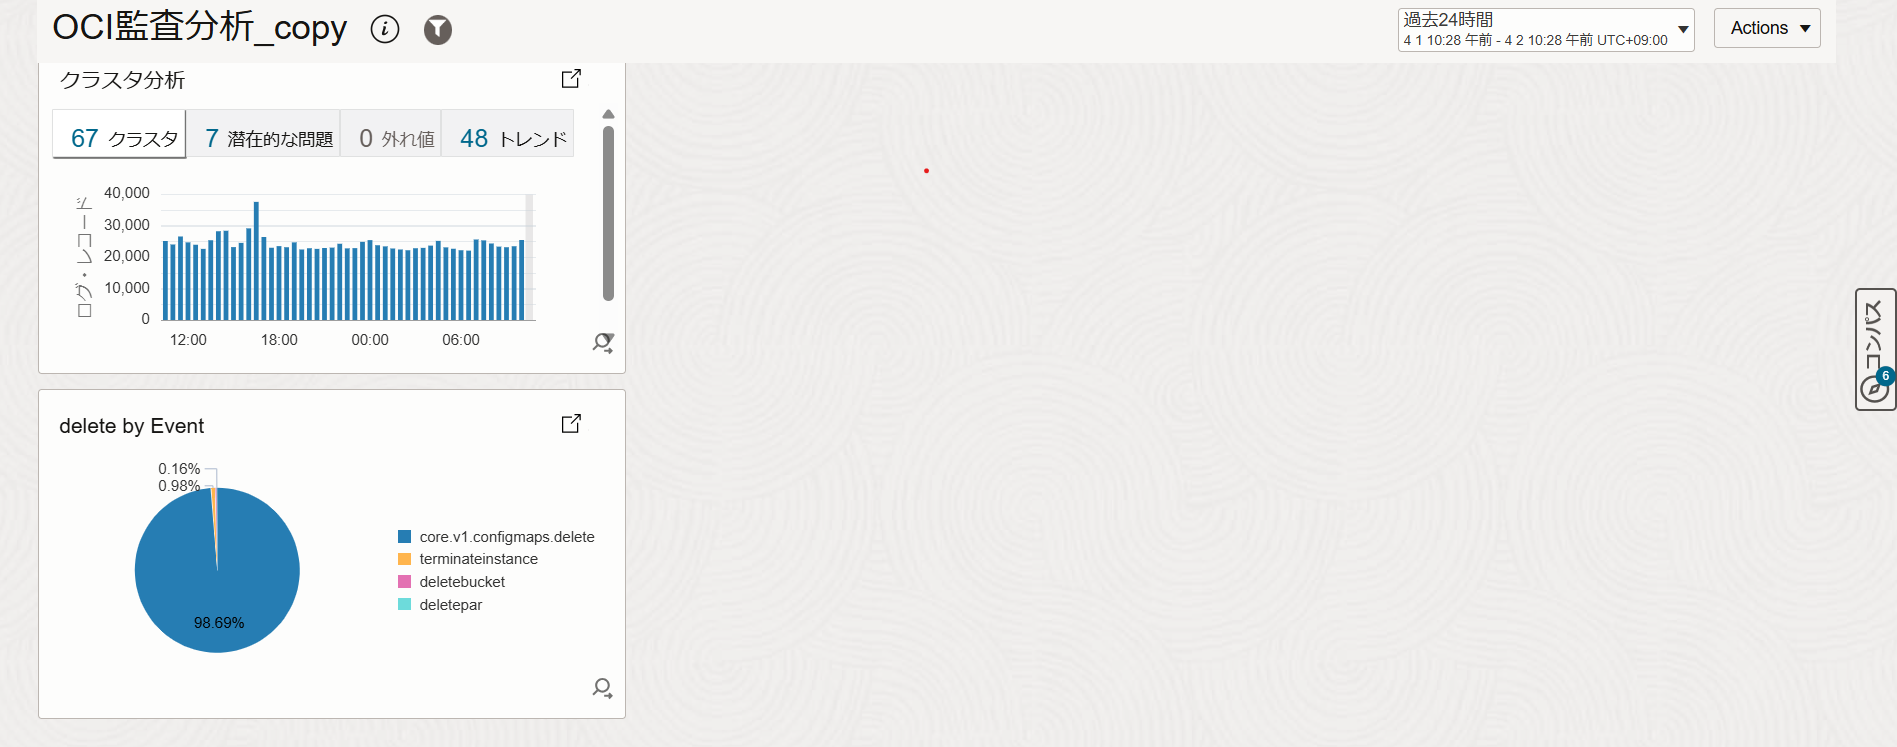 OCI監査分析_copy
過去24時間
4 1 10:28 午前 - 4 2 10:28 午前 UTC+09:00
Actions
クラスタ分析
67 クラスタ
7 潜在的な問題
0 外れ値
48 トレンド
ログ・レコード
40,000
30,000
20,000
10,000
0
12:00 18:00 00:00 06:00
コンパス
6
delete by Event
0.16%
0.98%
98.69%
core.v1.configmaps.delete
terminateinstance
deletebucket
deletepar